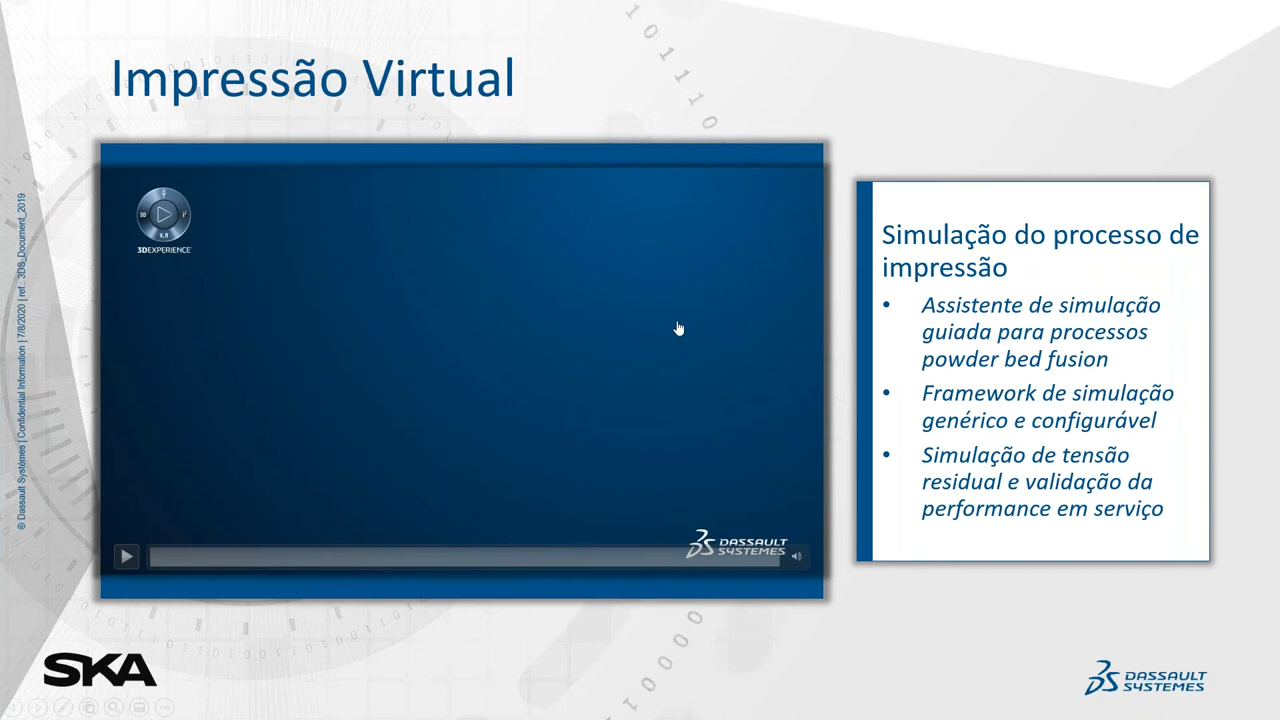 Impressão Virtual
3D
V.R
3DEXPERIENCE
DASSAULT
SYSTEMES
Simulação do processo de
impressão
• Assistente de simulação
guiada para processos
powder bed fusion
• Framework de simulação
genérico e configurável
• Simulação de tensão
residual e validação da
performance em serviço
© Dassault Systèmes | Confidential Information | 7/8/2020 | ref.: 3DS_Document_2019
SKA
DASSAULT
SYSTEMES